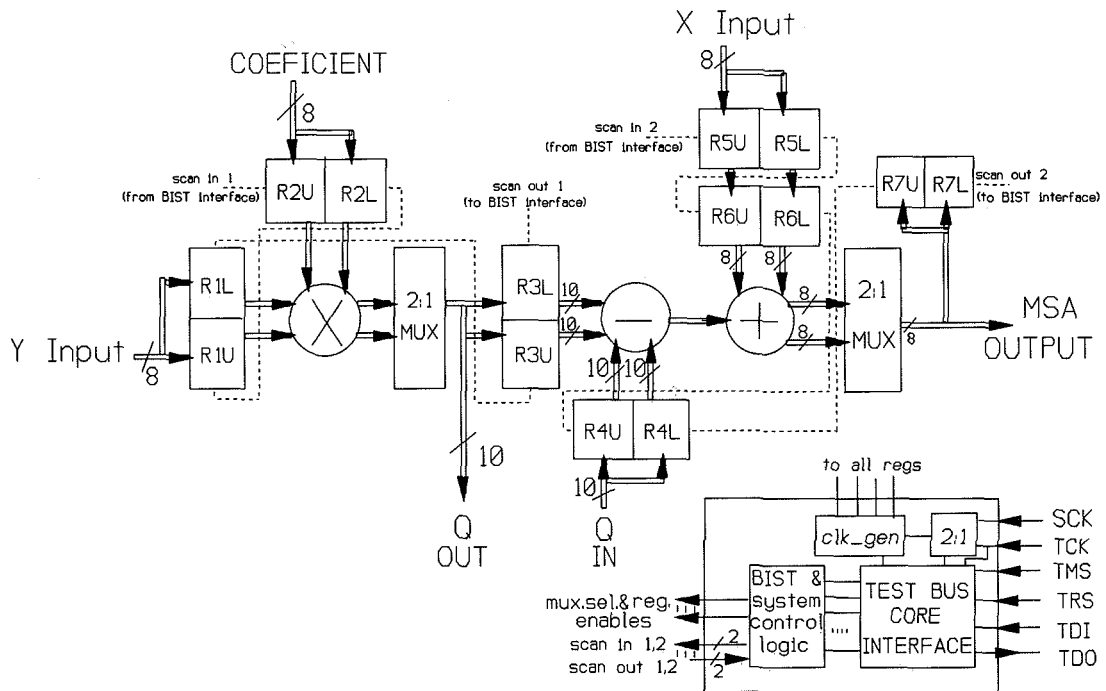 X Input
COEFICIENT
8
8
scan in 2
(from BIST interface)
R5U
R5L
scan in 1
(from BIST interface)
R2U
R2L
scan out 1
(to BIST interface)
R6U
R6L
R7U
R7L
scan out 2
(to BIST interface)
8
8
R1L
R1U
X
2:1
MUX
R3L
R3U
10
10
−
+
8
8
2:1
MUX
8
MSA
OUTPUT
Y Input
8
10
10
R4U
R4L
10
10
Q
OUT
Q
IN
to all regs
clk_gen
2:1
SCK
TCK
TMS
TRS
TDI
TDO
BIST &
system
control
logic
....
TEST BUS
CORE
INTERFACE
mux.sel.& reg.
enables
scan in 1,2
2
scan out 1,2
2